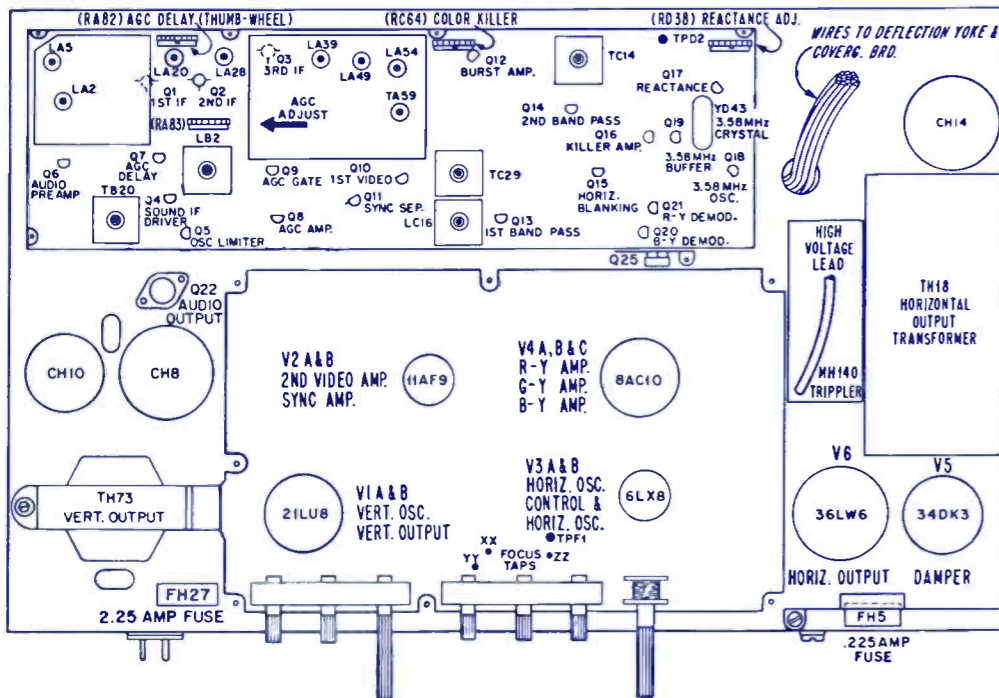 (RA82) AGC DELAY (THUMB-WHEEL)
(RC64) COLOR KILLER
(RD38) REACTANCE ADJ.
LA5
LA20
LA28
Q3
3RD IF
LA39
LA49
LA54
Q12
BURST AMP.
TC14
TPD2
WIRES TO DEFLECTION YOKE &
COVERG. BRD.
LA2
Q1
1ST IF
Q2
2ND IF
(RA83)
AGC
ADJUST
TA59
Q14
2ND BAND PASS
Q17
REACTANCE
YD43
3.58MHz
CRYSTAL
CH14
LB2
Q16
KILLER AMP.
Q19
3.58MHz
BUFFER
Q18
3.58 MHz
OSC.
Q6
AUDIO
PREAMP
Q7
AGC
DELAY
Q9
AGC GATE
Q10
1ST VIDEO
TC29
Q15
HORIZ.
BLANKING
TB20
Q4
SOUND IF
DRIVER
Q5
OSC LIMITER
Q8
AGC AMP.
Q11
SYNC SEP.
LC16
Q13
1ST BAND PASS
Q21
R-Y DEMOD.
Q20
B-Y DEMOD.
Q25
HIGH
VOLTAGE
LEAD
MH140
TRIPPLER
TH18
HORIZONTAL
OUTPUT
TRANSFORMER
Q22
AUDIO
OUTPUT
CH10
CH8
V2 A & B
2ND VIDEO AMP.
SYNC AMP.
11AF9
V4 A, B & C
R-Y AMP.
G-Y AMP.
B-Y AMP.
8AC10
TH73
VERT. OUTPUT
21LU8
V1 A & B
VERT. OSC.
VERT. OUTPUT
V3 A & B
HORIZ. OSC.
CONTROL &
HORIZ. OSC.
6LX8
TPF1
XX
YY
FOCUS
TAPS
ZZ
V6
36LW6
HORIZ. OUTPUT
V5
34DK3
DAMPER
FH27
2.25 AMP FUSE
FH5
.225AMP
FUSE